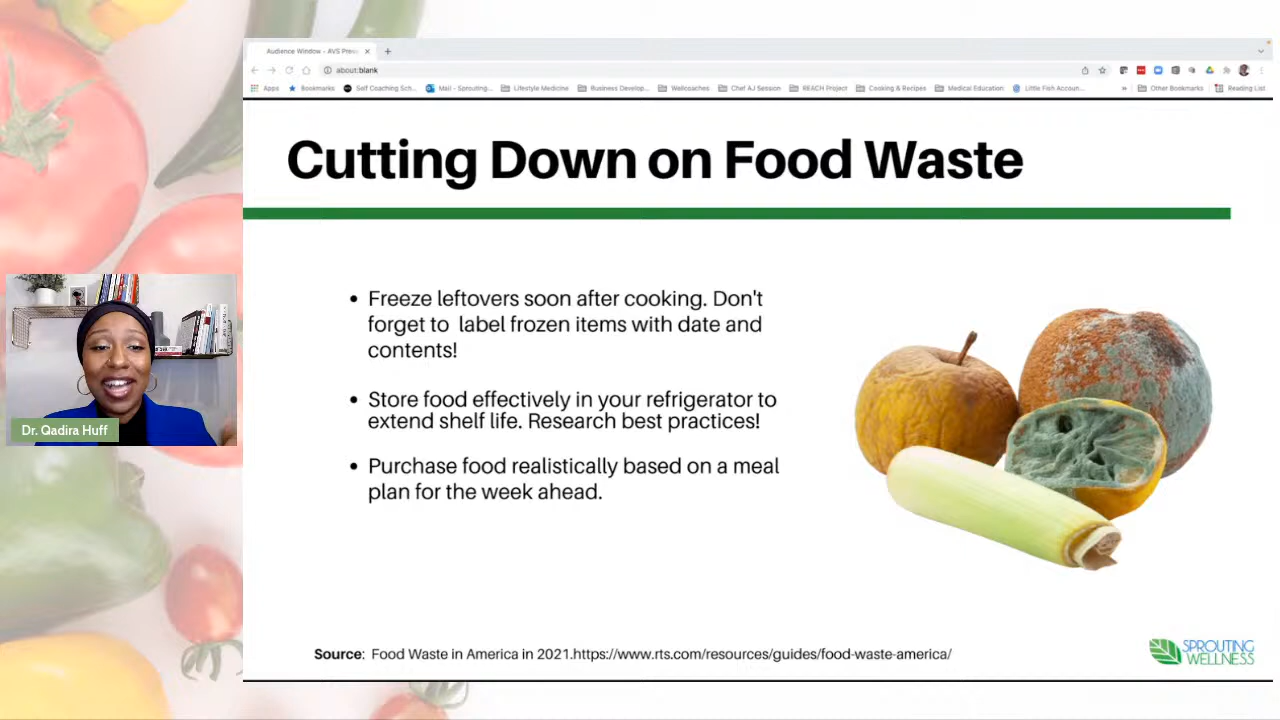 Audience Window - AVS Prese
about:blank
Apps
Bookmarks
Self Coaching Sch...
Mail - Sprouting...
Lifestyle Medicine
Business Develop...
Wellcoaches
Chef AJ Session
REACH Project
Cooking & Recipes
Medical Education
Little Fish Accoun...
Other Bookmarks
Reading List
Cutting Down on Food Waste
• Freeze leftovers soon after cooking. Don't
forget to label frozen items with date and
contents!
• Store food effectively in your refrigerator to
extend shelf life. Research best practices!
• Purchase food realistically based on a meal
plan for the week ahead.
Dr. Qadira Huff
Source: Food Waste in America in 2021.https://www.rts.com/resources/guides/food-waste-america/
SPROUTING
WELLNESS